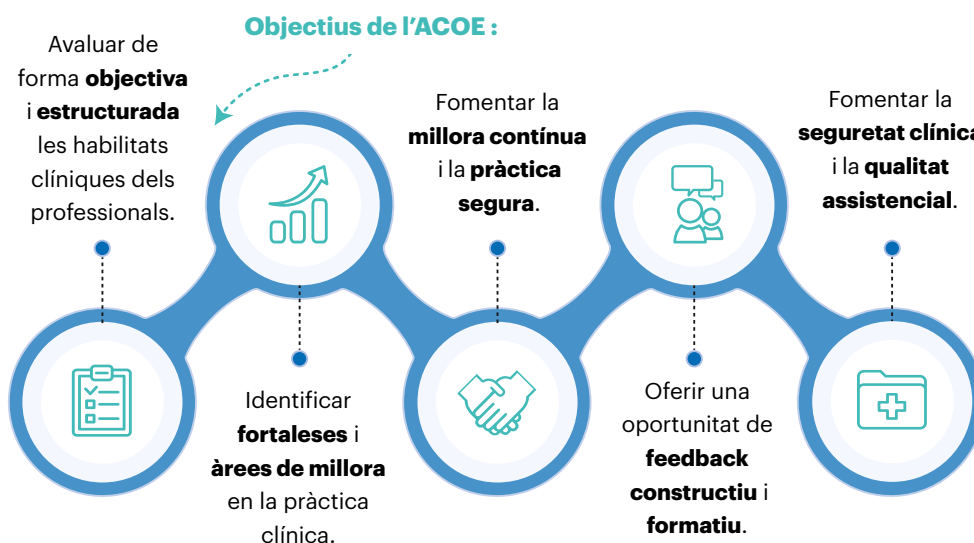 Objectius de l’ACOE :
Avaluar de
forma objectiva
i estructurada
les habilitats
clíniques dels
professionals.
Identificar
fortaleses i
àrees de millora
en la pràctica
clínica.
Fomentar la
millora contínua
i la pràctica
segura.
Oferir una
oportunitat de
feedback
constructiu i
formatiu.
Fomentar la
seguretat clínica
i la qualitat
assistencial.